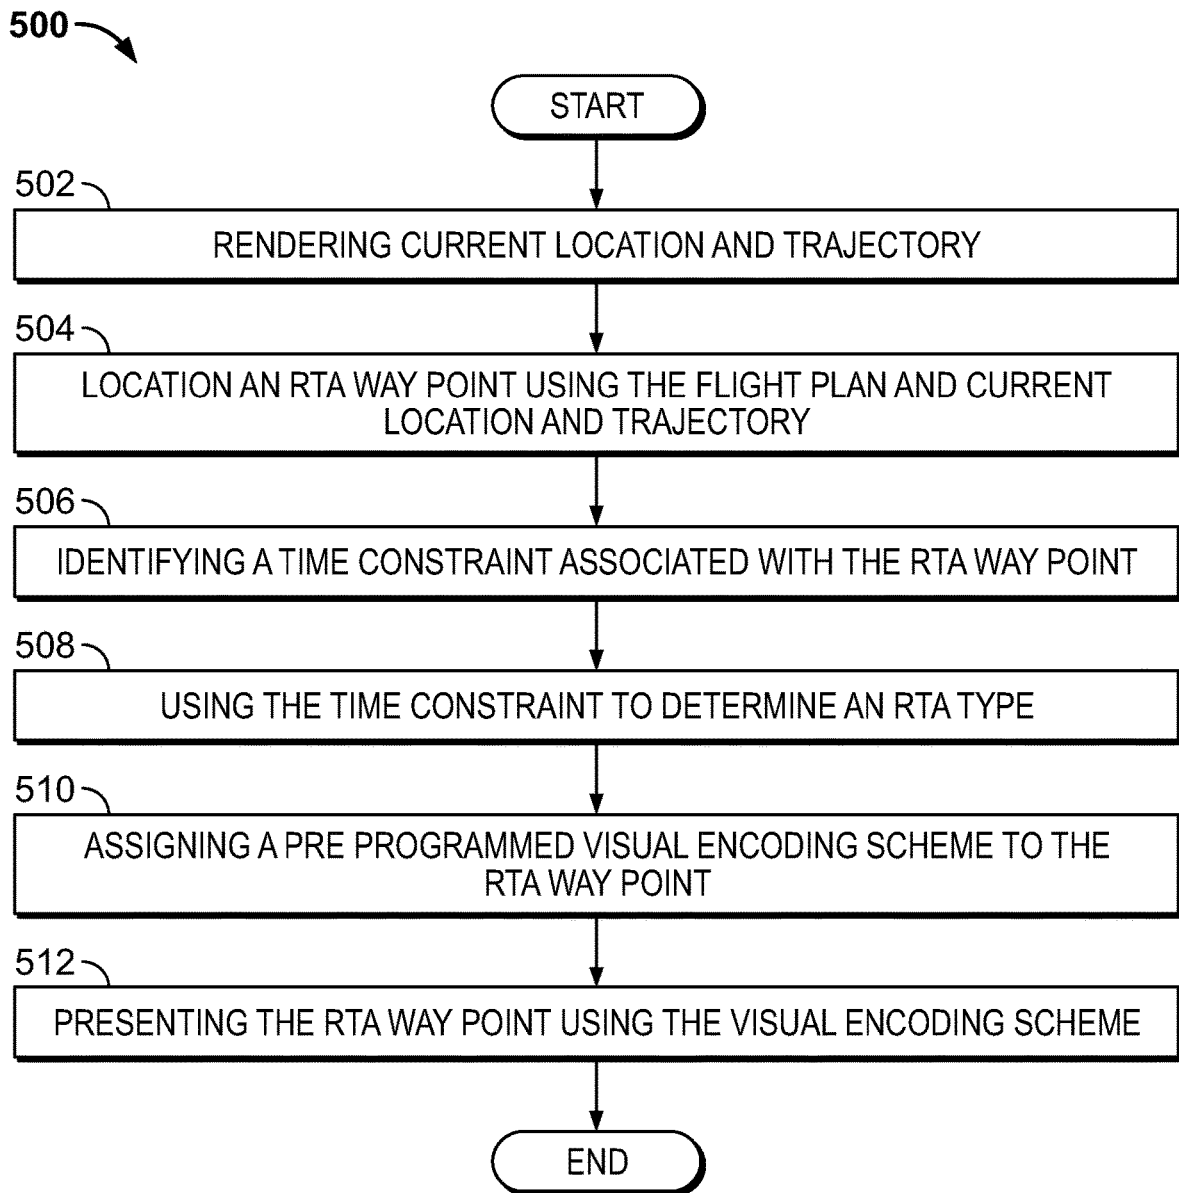 500
START
502
RENDERING CURRENT LOCATION AND TRAJECTORY
504
LOCATION AN RTA WAY POINT USING THE FLIGHT PLAN AND CURRENT
LOCATION AND TRAJECTORY
506
IDENTIFYING A TIME CONSTRAINT ASSOCIATED WITH THE RTA WAY POINT
508
USING THE TIME CONSTRAINT TO DETERMINE AN RTA TYPE
510
ASSIGNING A PRE PROGRAMMED VISUAL ENCODING SCHEME TO THE
RTA WAY POINT
512
PRESENTING THE RTA WAY POINT USING THE VISUAL ENCODING SCHEME
END